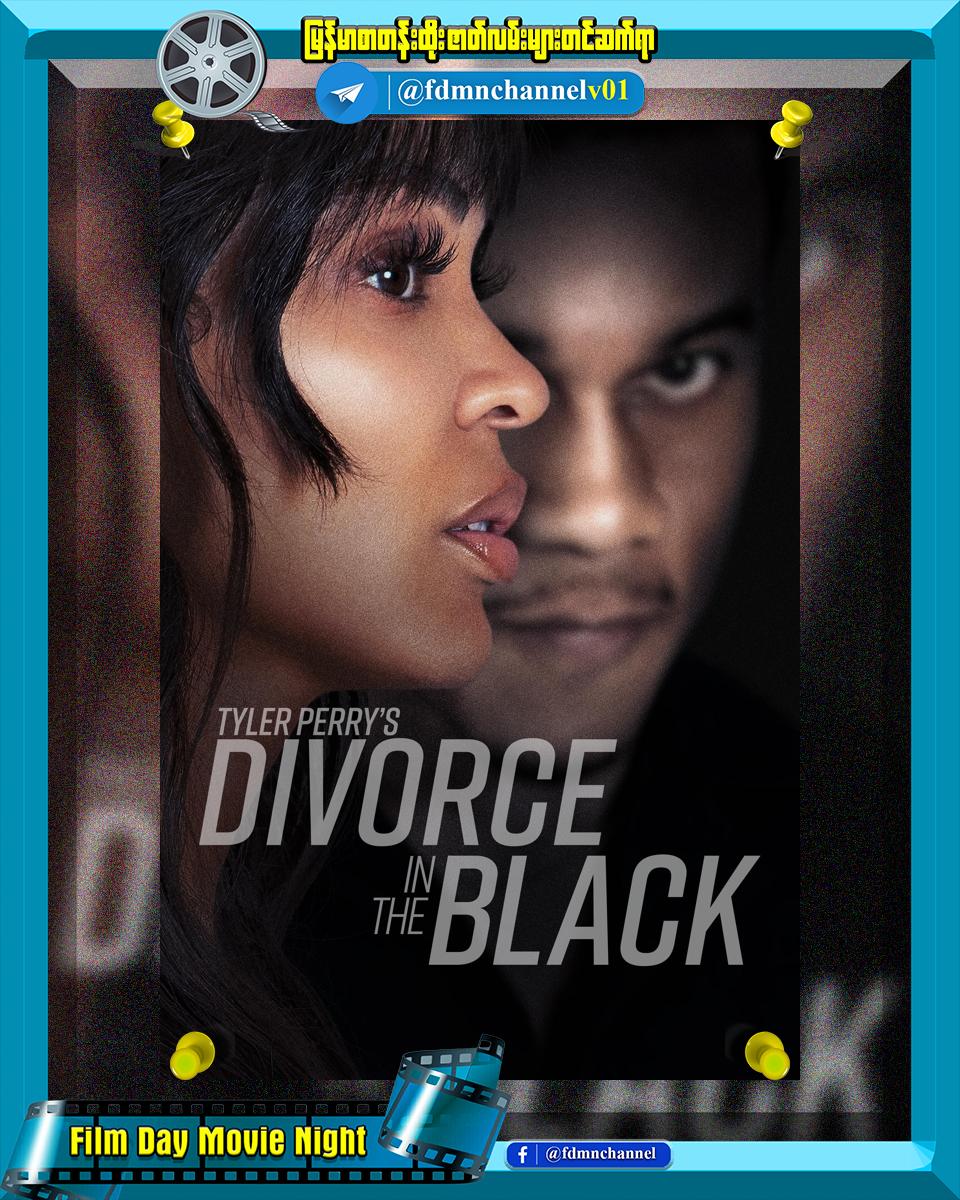 မြန်မာစာတန်းထိုးဇာတ်လမ်းများတင်ဆက်ရာ
@fdmnchannelv01
TYLER PERRY'S
DIVORCE
IN
THE BLACK
Film Day Movie Night
@fdmnchannel